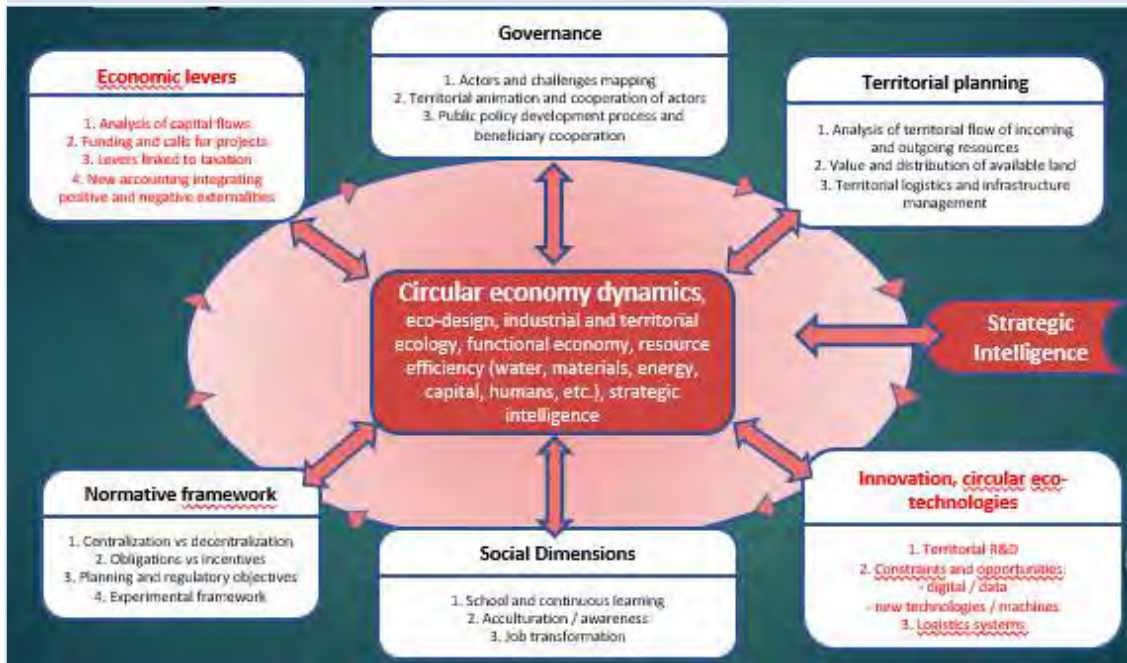 Governance
1. Actors and challenges mapping
2. Territorial animation and cooperation of actors
3. Public policy development process and
beneficiary cooperation
Economic levers
1. Analysis of capital flows
2. Funding and calls for projects
3. Levers linked to taxation
4. New accounting integrating
positive and negative externalities
Territorial planning
1. Analysis of territorial flow of incoming
and outgoing resources
2. Value and distribution of available land
3. Territorial logistics and infrastructure
management
Circular economy dynamics,
eco-design, industrial and territorial
ecology, functional economy, resource
efficiency (water, materials, energy,
capital, humans, etc.), strategic
intelligence
Strategic
Intelligence
Normative framework
1. Centralization vs decentralization
2. Obligations vs incentives
3. Planning and regulatory objectives
4. Experimental framework
Social Dimensions
1. School and continuous learning
2. Acculturation / awareness
3. Job transformation
Innovation, circular eco-
technologies
1. Territorial R&D
2. Constraints and opportunities:
- digital / data
- new technologies / machines
3. Logistics systems